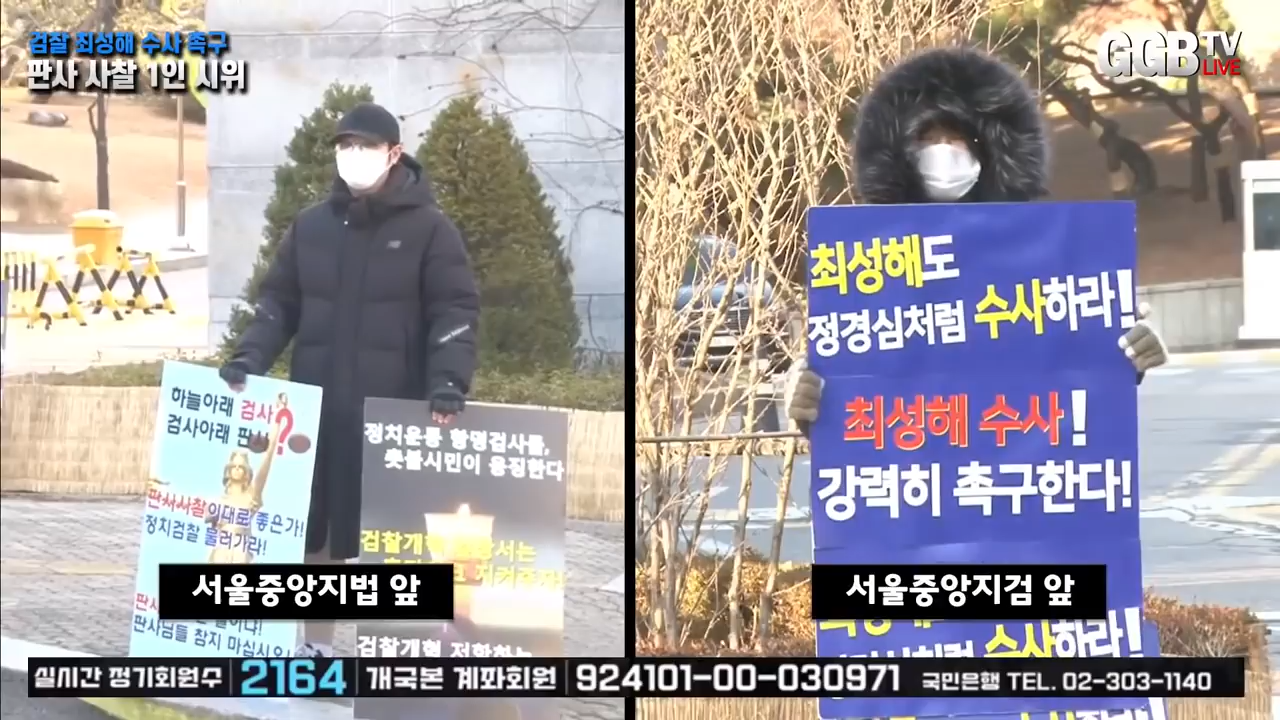 검찰 최성해 수사 촉구
판사 사찰 1인 시위
GGB TV
LIVE
하늘아래 검사?
검사아래 판사
판사사찰이대로 좋은가!
정치검찰 물러가라!
판사님들 참지 마십시오!
정치운동 항명검사들,
촛불시민이 응징한다
검찰개혁
검찰개혁 저항하는
서울중앙지법 앞
최성해도
정경심처럼 수사하라!
최성해 수사!
강력히 촉구한다!
서울중앙지검 앞
수사하라!
실시간 정기회원수 2164 개국본 계좌회원 924101-00-030971 국민은행 TEL. 02-303-1140